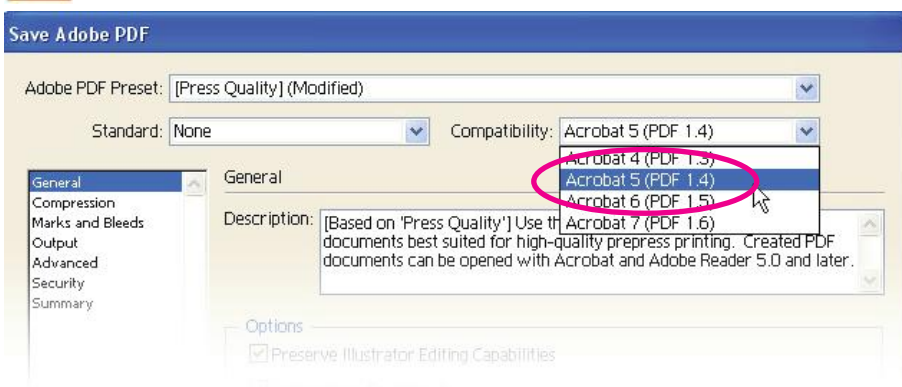 Save Adobe PDF
Adobe PDF Preset: [Press Quality] (Modified)
Standard: None Compatibility: Acrobat 5 (PDF 1.4)
Acrobat 4 (PDF 1.3)
Acrobat 5 (PDF 1.4)
Acrobat 6 (PDF 1.5)
Acrobat 7 (PDF 1.6)
General
Compression
Marks and Bleeds
Output
Advanced
Security
Summary
General
Description: [Based on 'Press Quality'] Use th
documents best suited for high-quality prepress printing. Created PDF
documents can be opened with Acrobat and Adobe Reader 5.0 and later.
Options
Preserve Illustrator Editing Capabilities